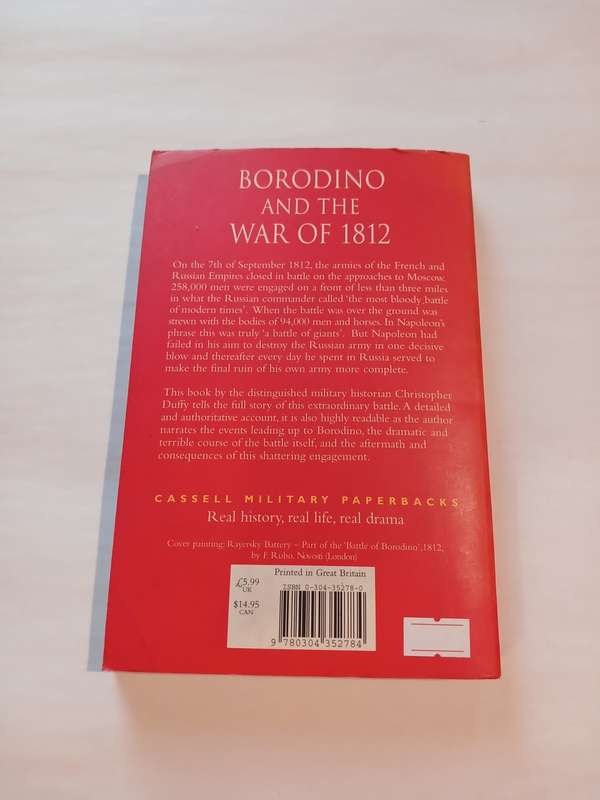 BORODINO
AND THE
WAR OF 1812
On the 7th of September 1812, the armies of the French and
Russian Empires closed in battle on the approaches to Moscow.
258,000 men were engaged on a front of less than three miles
in what the Russian commander called 'the most bloody battle
of modern times'. When the battle was over the ground was
strewn with the bodies of 94,000 men and horses. In Napoleon's
phrase this was truly 'a battle of giants'. But Napoleon had
failed in his aim to destroy the Russian army in one decisive
blow and thereafter every day he spent in Russia served to
make the final ruin of his own army more complete.
This book by the distinguished military historian Christopher
Duffy tells the full story of this extraordinary battle. A detailed
and authoritative account, it is also highly readable as the author
narrates the events leading up to Borodino, the dramatic and
terrible course of the battle itself, and the aftermath and
consequences of this shattering engagement.
CASSELL MILITARY PAPERBACKS
Real history, real life, real drama
Cover painting: Rayersky Battery – Part of the 'Battle of Borodino',1812,
by F. Rubo. Novosti (London)
Printed in Great Britain
£5.99
UK
$14.95
CAN
ISBN 0-304-35278-0
9 780304 352784